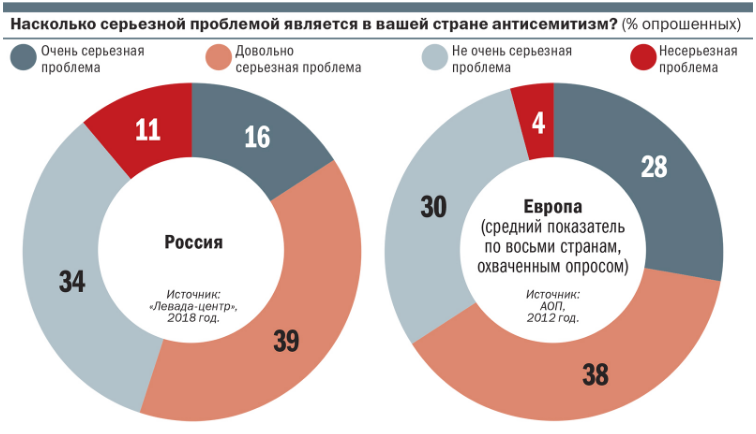 Насколько серьезной проблемой является в вашей стране антисемитизм? (% опрошенных)
Очень серьезная
проблема
Довольно
серьезная проблема
Не очень серьезная
проблема
Несерьезная
проблема
11
16
34
39
Россия
Источник:
«Левада-центр»,
2018 год.
4
28
30
38
Европа
(средний показатель
по восьми странам,
охваченным опросом)
Источник:
АОП,
2012 год.